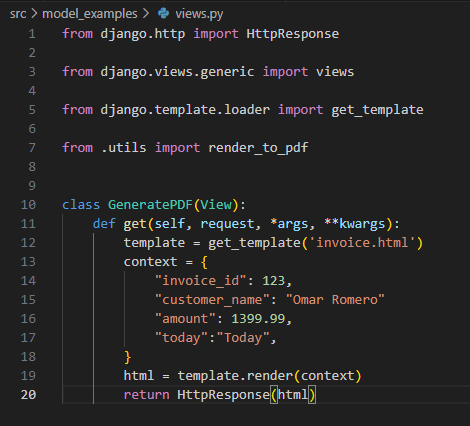 src > model_examples > views.py
1 from django.http import HttpResponse
2
3 from django.views.generic import views
4
5 from django.template.loader import get_template
6
7 from .utils import render_to_pdf
8
9
10 class GeneratePDF(View):
11     def get(self, request, *args, **kwargs):
12         template = get_template('invoice.html')
13         context = {
14             "invoice_id": 123,
15             "customer_name": "Omar Romero"
16             "amount": 1399.99,
17             "today":"Today",
18         }
19         html = template.render(context)
20         return HttpResponse(html)